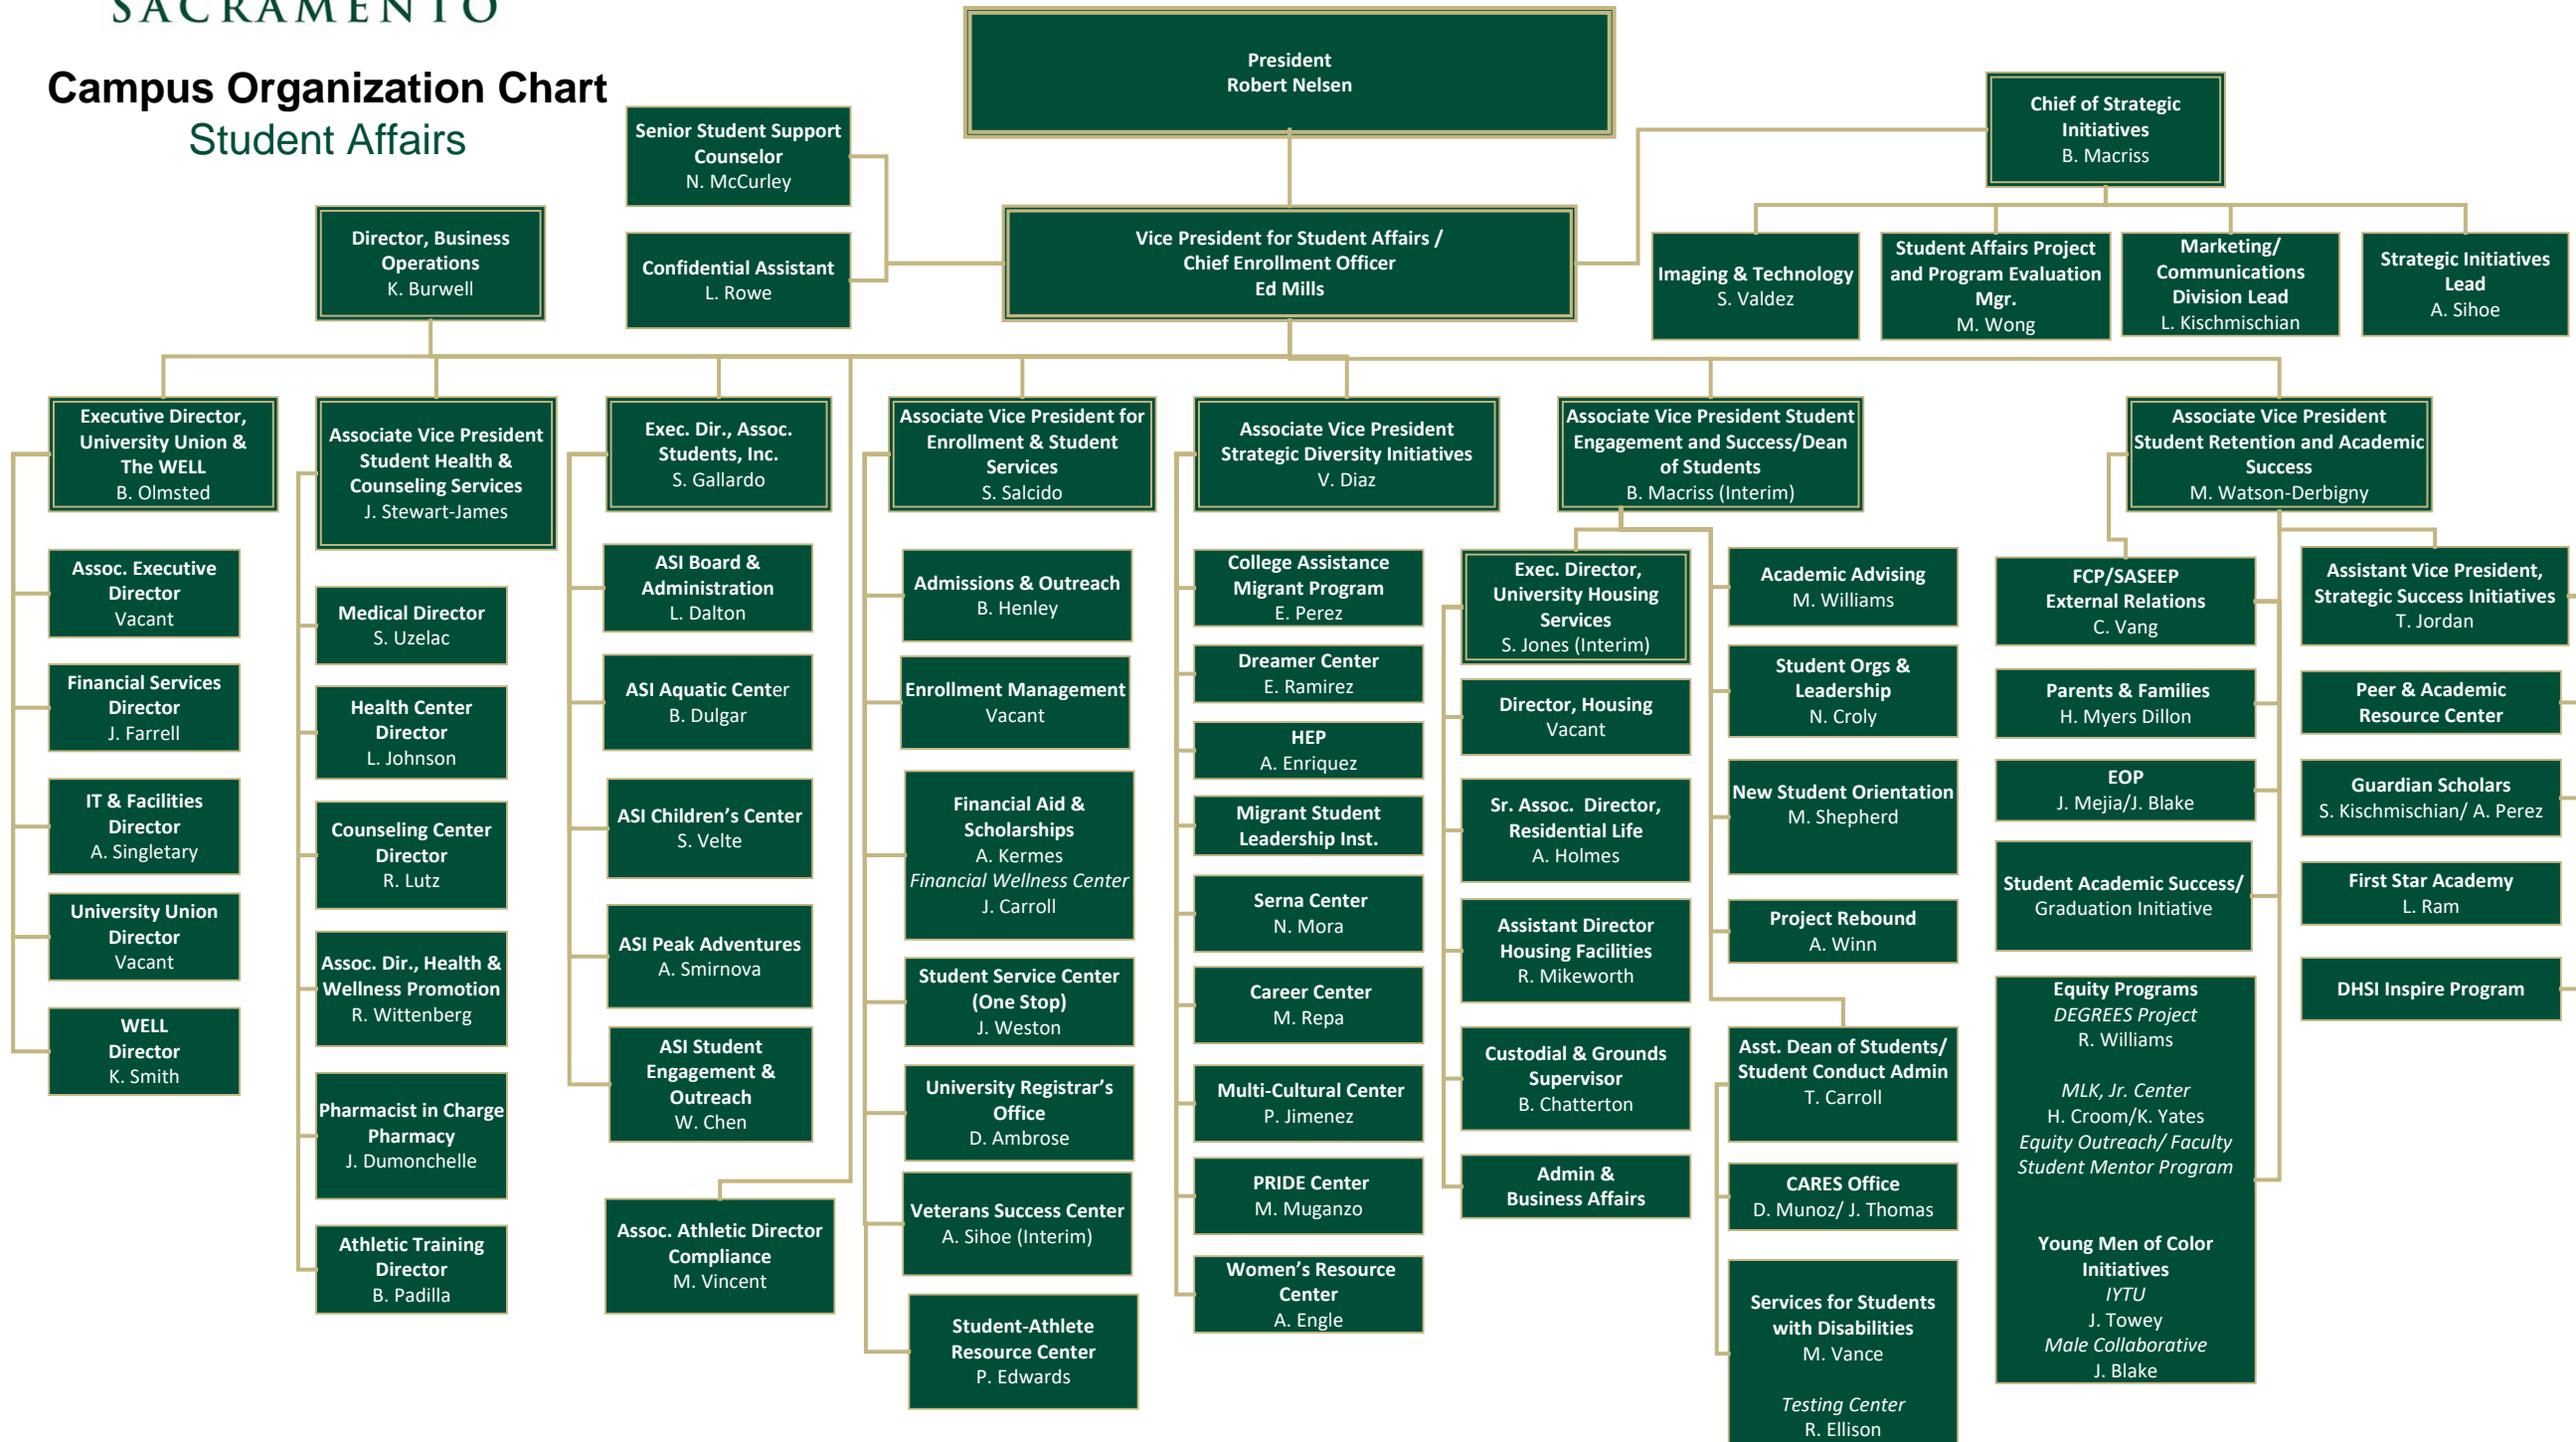 SACRAMENTO
Campus Organization Chart
Student Affairs
President
Robert Nelsen
Chief of Strategic
Initiatives
B. Macriss
Senior Student Support
Counselor
N. McCurley
Director, Business
Operations
K. Burwell
Confidential Assistant
L. Rowe
Vice President for Student Affairs /
Chief Enrollment Officer
Ed Mills
Imaging & Technology
S. Valdez
Student Affairs Project
and Program Evaluation
Mgr.
M. Wong
Marketing/
Communications
Division Lead
L. Kischmischian
Strategic Initiatives
Lead
A. Sihoe
Executive Director,
University Union &
The WELL
B. Olmsted
Assoc. Executive
Director
Vacant
Financial Services
Director
J. Farrell
IT & Facilities
Director
A. Singletary
University Union
Director
Vacant
WELL
Director
K. Smith
Associate Vice President
Student Health &
Counseling Services
J. Stewart-James
Medical Director
S. Uzelac
Health Center
Director
L. Johnson
Counseling Center
Director
R. Lutz
Assoc. Dir., Health &
Wellness Promotion
R. Wittenberg
Pharmacist in Charge
Pharmacy
J. Dumonchelle
Athletic Training
Director
B. Padilla
Exec. Dir., Assoc.
Students, Inc.
S. Gallardo
ASI Board &
Administration
L. Dalton
ASI Aquatic Center
B. Dulgar
ASI Children’s Center
S. Velte
ASI Peak Adventures
A. Smirnova
ASI Student
Engagement &
Outreach
W. Chen
Assoc. Athletic Director
Compliance
M. Vincent
Associate Vice President for
Enrollment & Student
Services
S. Salcido
Admissions & Outreach
B. Henley
Enrollment Management
Vacant
Financial Aid &
Scholarships
A. Kermes
Financial Wellness Center
J. Carroll
Student Service Center
(One Stop)
J. Weston
University Registrar’s
Office
D. Ambrose
Veterans Success Center
A. Sihoe (Interim)
Student-Athlete
Resource Center
P. Edwards
Associate Vice President
Strategic Diversity Initiatives
V. Diaz
College Assistance
Migrant Program
E. Perez
Dreamer Center
E. Ramirez
HEP
A. Enriquez
Migrant Student
Leadership Inst.
Serna Center
N. Mora
Career Center
M. Repa
Multi-Cultural Center
P. Jimenez
PRIDE Center
M. Muganzo
Women’s Resource
Center
A. Engle
Associate Vice President Student
Engagement and Success/Dean
of Students
B. Macriss (Interim)
Exec. Director,
University Housing
Services
S. Jones (Interim)
Director, Housing
Vacant
Sr. Assoc. Director,
Residential Life
A. Holmes
Assistant Director
Housing Facilities
R. Mikeworth
Custodial & Grounds
Supervisor
B. Chatterton
Admin &
Business Affairs
Academic Advising
M. Williams
Student Orgs &
Leadership
N. Croly
New Student Orientation
M. Shepherd
Project Rebound
A. Winn
Asst. Dean of Students/
Student Conduct Admin
T. Carroll
CARES Office
D. Munoz/ J. Thomas
Services for Students
with Disabilities
M. Vance
Testing Center
R. Ellison
Associate Vice President
Student Retention and Academic
Success
M. Watson-Derbigny
FCP/SASEEP
External Relations
C. Vang
Parents & Families
H. Myers Dillon
EOP
J. Mejia/J. Blake
Student Academic Success/
Graduation Initiative
Equity Programs
DEGREES Project
R. Williams
MLK, Jr. Center
H. Croom/K. Yates
Equity Outreach/ Faculty
Student Mentor Program
Young Men of Color
Initiatives
IYTU
J. Towey
Male Collaborative
J. Blake
Assistant Vice President,
Strategic Success Initiatives
T. Jordan
Peer & Academic
Resource Center
Guardian Scholars
S. Kischmischian/ A. Perez
First Star Academy
L. Ram
DHSI Inspire Program